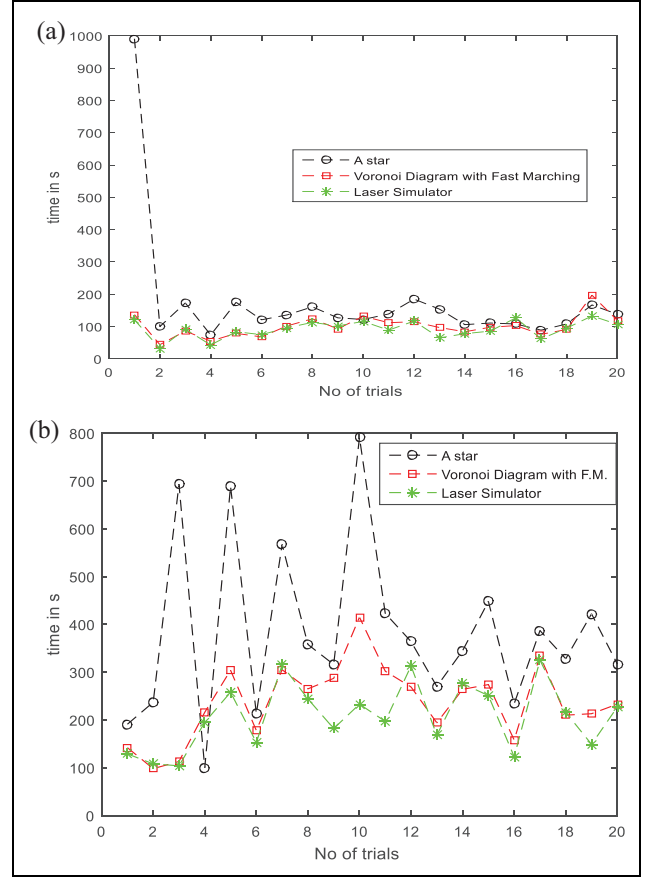 (a)
1000
900
800
700
600
500
400
300
200
100
0
time in s
A star
Voronoi Diagram with Fast Marching
Laser Simulator
0 2 4 6 8 10 12 14 16 18 20
No of trials
(b)
800
700
600
500
400
300
200
100
0
time in s
A star
Voronoi Diagram with F.M.
Laser Simulator
0 2 4 6 8 10 12 14 16 18 20
No of trials